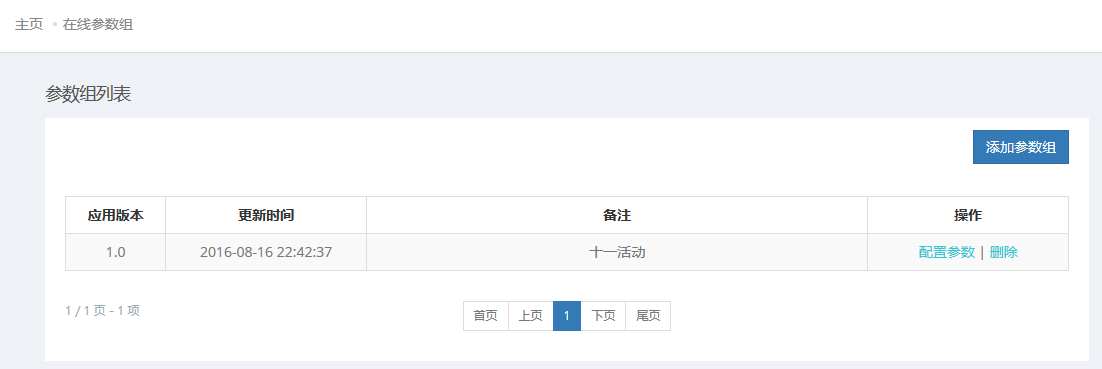 主页 在线参数组
参数组列表
添加参数组
应用版本 更新时间 备注 操作
1.0 2016-08-16 22:42:37 十一活动 配置参数 | 删除
1 / 1 页 - 1 项 首页 上页 1 下页 尾页